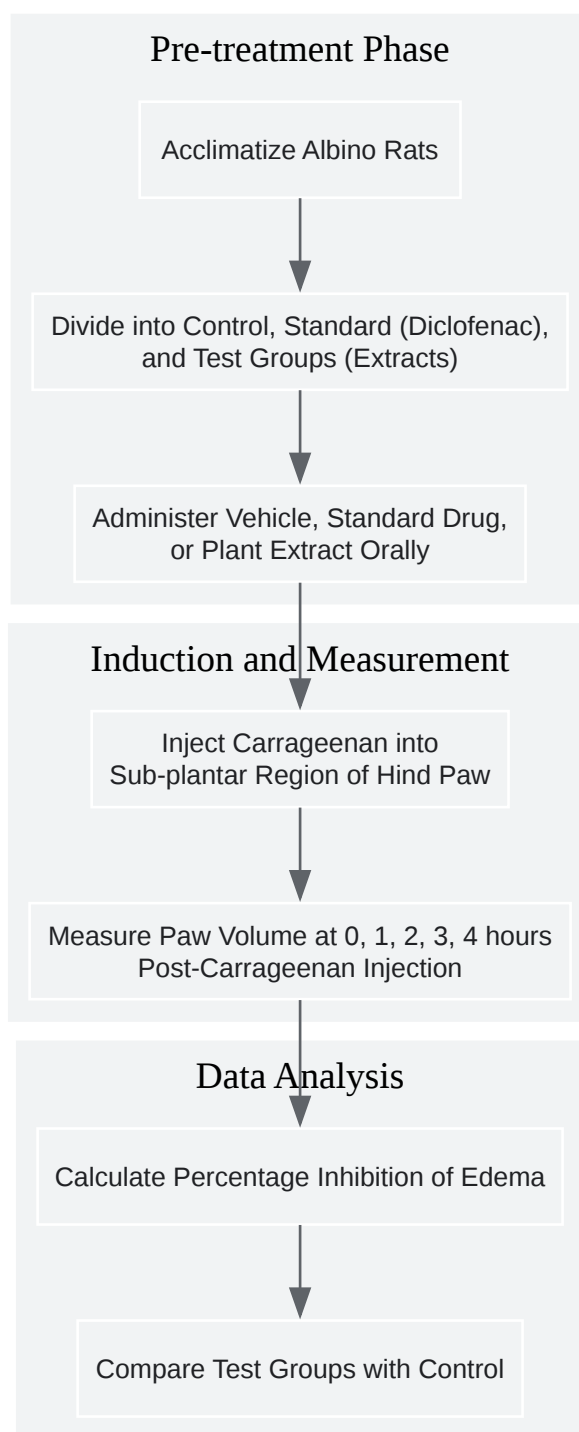 Pre-treatment Phase
Acclimatize Albino Rats
Divide into Control, Standard (Diclofenac),
and Test Groups (Extracts)
Administer Vehicle, Standard Drug,
or Plant Extract Orally
Induction and Measurement
Inject Carrageenan into
Sub-plantar Region of Hind Paw
Measure Paw Volume at 0, 1, 2, 3, 4 hours
Post-Carrageenan Injection
Data Analysis
Calculate Percentage Inhibition of Edema
Compare Test Groups with Control